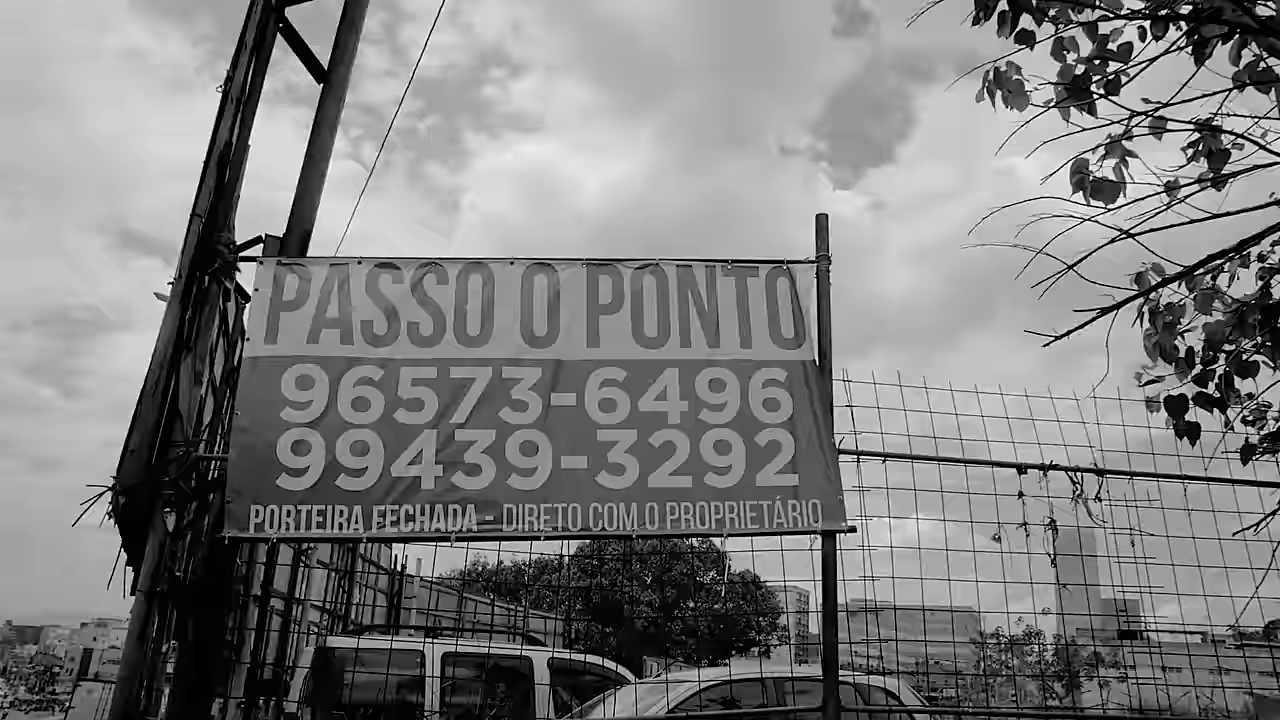 PASSO O PONTO
96573-6496
99439-3292
PORTEIRA FECHADA - DIRETO COM O PROPRIETÁRIO